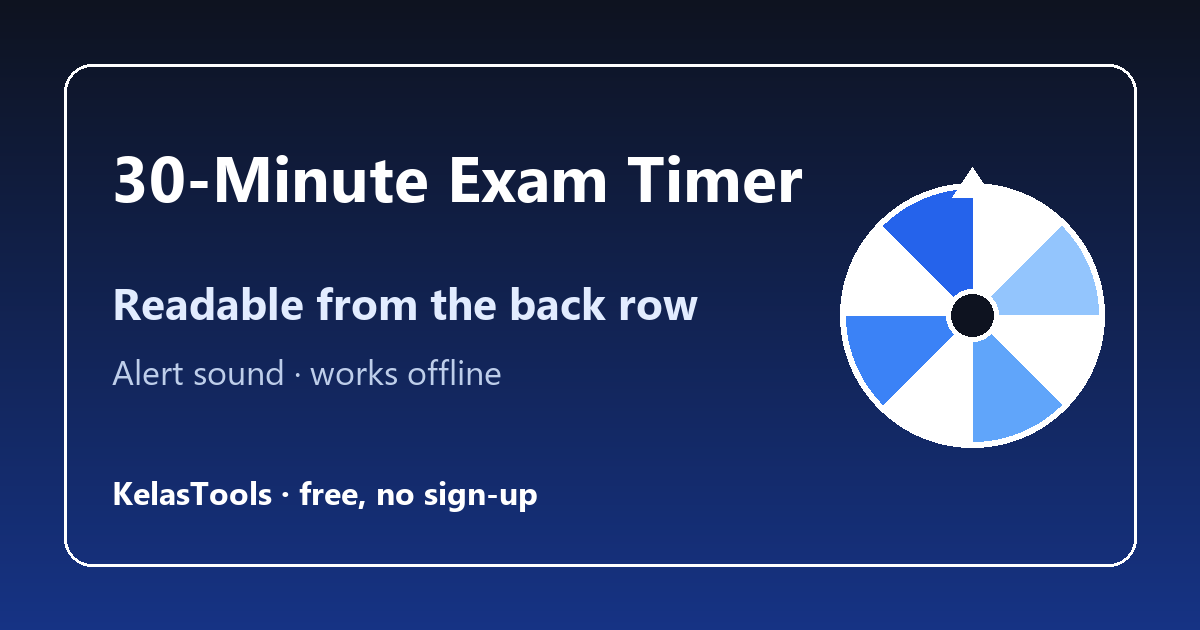 30-Minute Exam Timer
Readable from the back row
Alert sound · works offline
KelasTools · free, no sign-up